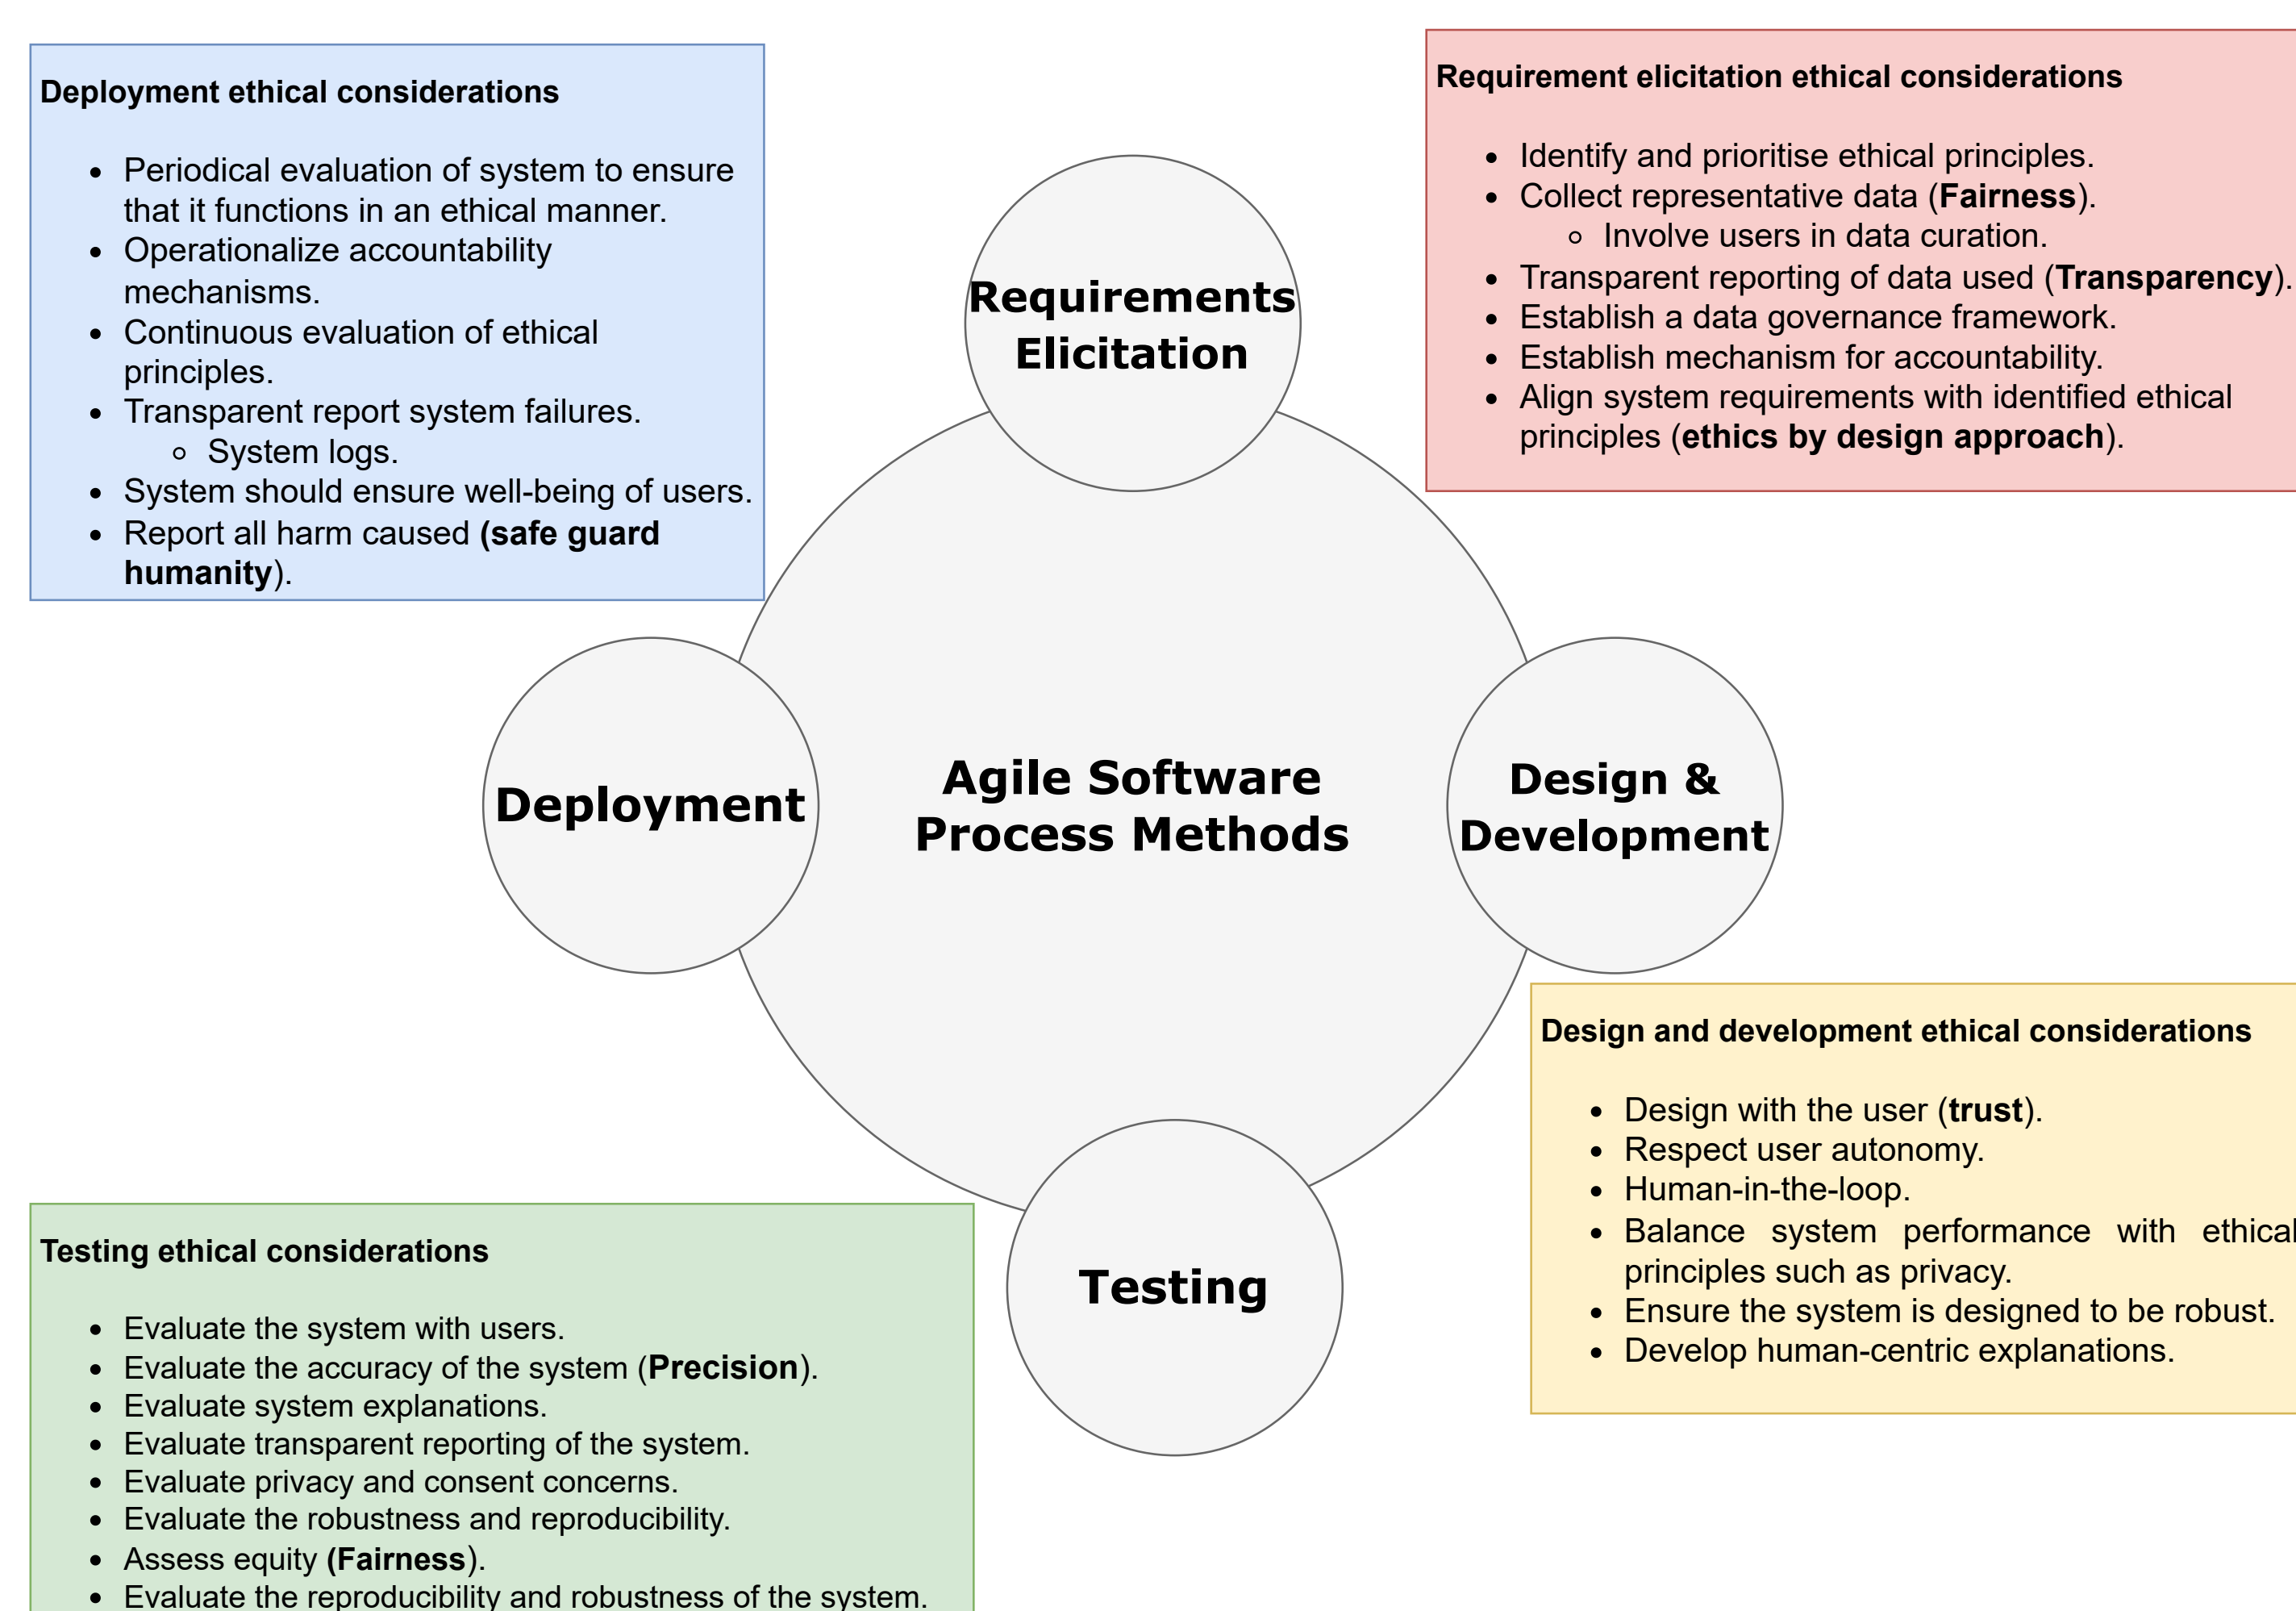 Deployment ethical considerations
• Periodical evaluation of system to ensure
that it functions in an ethical manner.
• Operationalize accountability
mechanisms.
• Continuous evaluation of ethical
principles.
• Transparent report system failures.
◦ System logs.
• System should ensure well-being of users.
• Report all harm caused (safe guard
humanity).
Requirement elicitation ethical considerations
• Identify and prioritise ethical principles.
• Collect representative data (Fairness).
◦ Involve users in data curation.
• Transparent reporting of data used (Transparency).
• Establish a data governance framework.
• Establish mechanism for accountability.
• Align system requirements with identified ethical
principles (ethics by design approach).
Requirements
Elicitation
Deployment
Agile Software
Process Methods
Design &
Development
Testing
Design and development ethical considerations
• Design with the user (trust).
• Respect user autonomy.
• Human-in-the-loop.
• Balance system performance with ethical
principles such as privacy.
• Ensure the system is designed to be robust.
• Develop human-centric explanations.
Testing ethical considerations
• Evaluate the system with users.
• Evaluate the accuracy of the system (Precision).
• Evaluate system explanations.
• Evaluate transparent reporting of the system.
• Evaluate privacy and consent concerns.
• Evaluate the robustness and reproducibility.
• Assess equity (Fairness).
• Evaluate the reproducibility and robustness of the system.